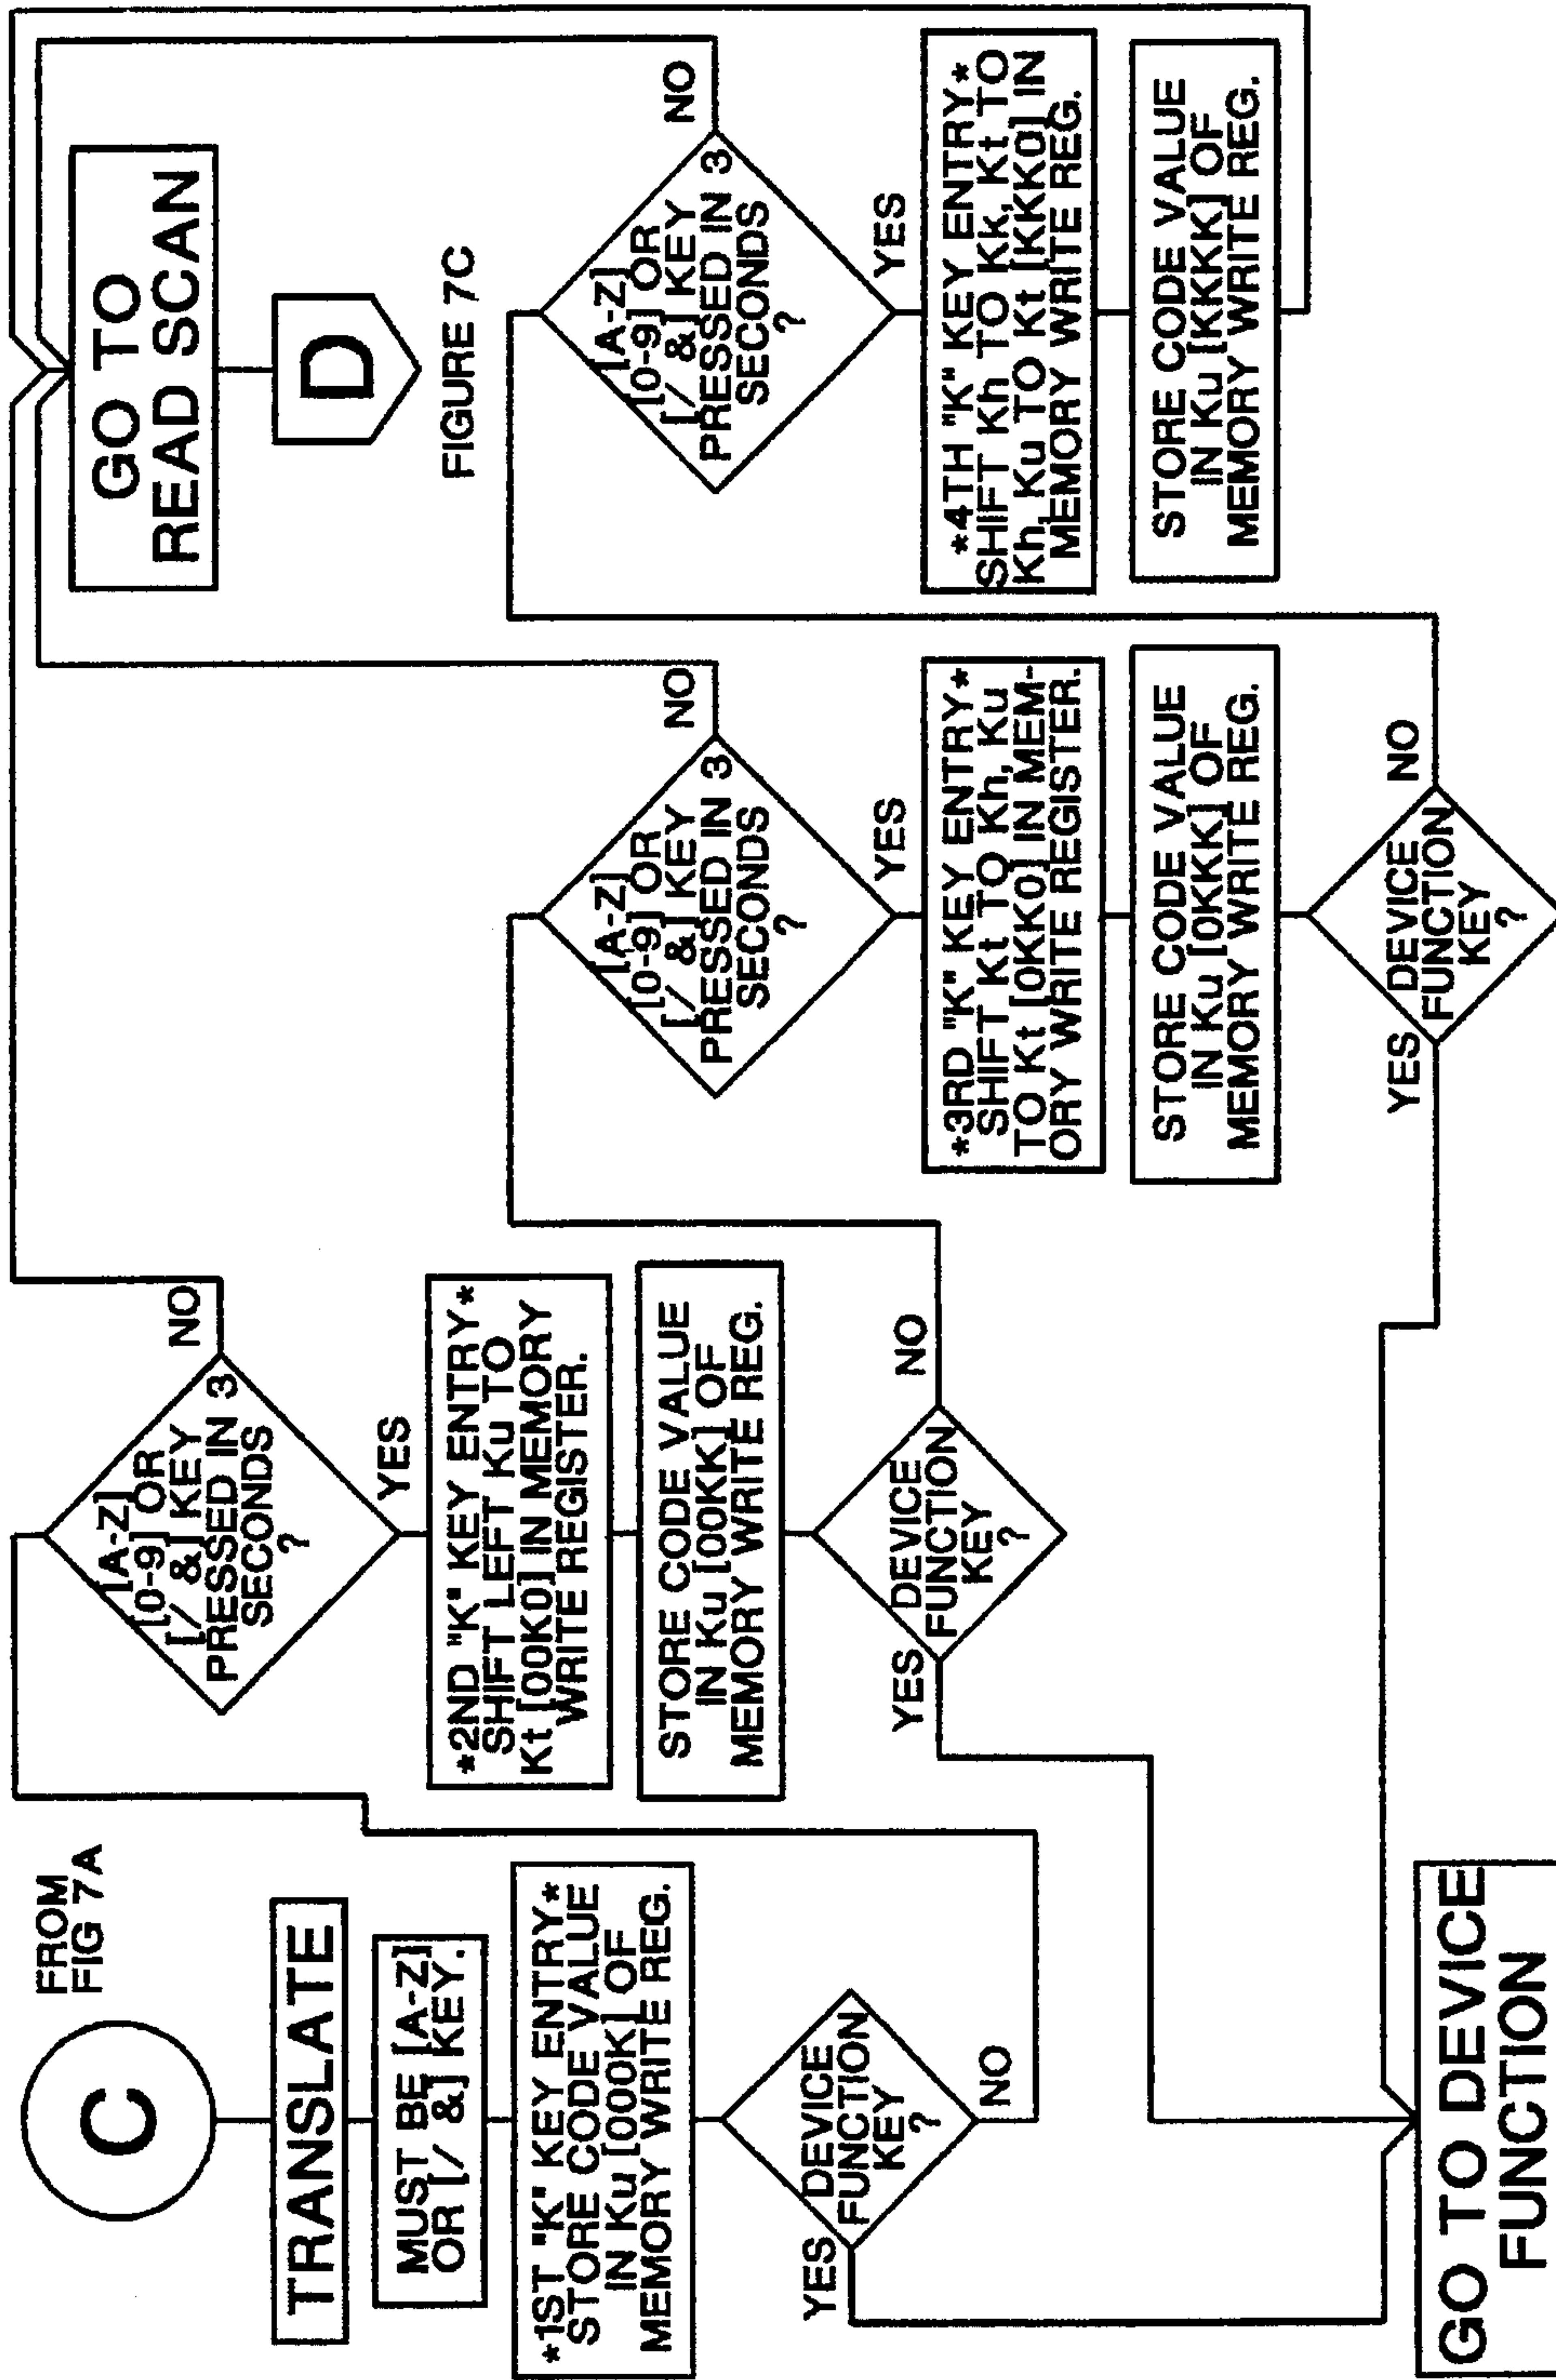 FROM
FIG 7A
C
TRANSLATE
MUST BE [A-Z]
OR [/ &] KEY.
*1ST "K" KEY ENTRY*
STORE CODE VALUE
IN Ku [000K] OF
MEMORY WRITE REG.
DEVICE
FUNCTION
KEY
?
YES
NO
GO TO DEVICE
FUNCTION
[A-Z]
[0-9] OR
[/ &] KEY
PRESSED IN 3
SECONDS
?
NO
YES
*2ND "K" KEY ENTRY*
SHIFT LEFT Ku TO
Kt [00K0] IN MEMORY
WRITE REGISTER.
STORE CODE VALUE
IN Ku [00KK] OF
MEMORY WRITE REG.
DEVICE
FUNCTION
KEY
?
YES
NO
[A-Z]
[0-9] OR
[/ &] KEY
PRESSED IN 3
SECONDS
?
NO
YES
*3RD "K" KEY ENTRY*
SHIFT Kt TO Kh, Ku
TO Kt [0KK0] IN MEM-
ORY WRITE REGISTER.
STORE CODE VALUE
IN Ku [0KKK] OF
MEMORY WRITE REG.
DEVICE
FUNCTION
KEY
?
YES
NO
GO TO
READ SCAN
D
FIGURE 7C
[A-Z]
[0-9] OR
[/ &] KEY
PRESSED IN 3
SECONDS
?
NO
YES
*4TH "K" KEY ENTRY*
SHIFT Kh TO Kk, Kt TO
Kh, Ku TO Kt [KKK0] IN
MEMORY WRITE REG.
STORE CODE VALUE
IN Ku [KKKK] OF
MEMORY WRITE REG.